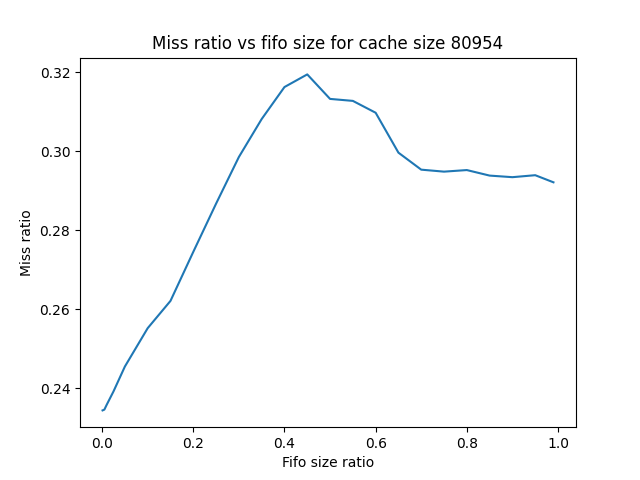 Miss ratio vs fifo size for cache size 80954
0.32
0.30
0.28
0.26
0.24
Miss ratio
0.0 0.2 0.4 0.6 0.8 1.0
Fifo size ratio